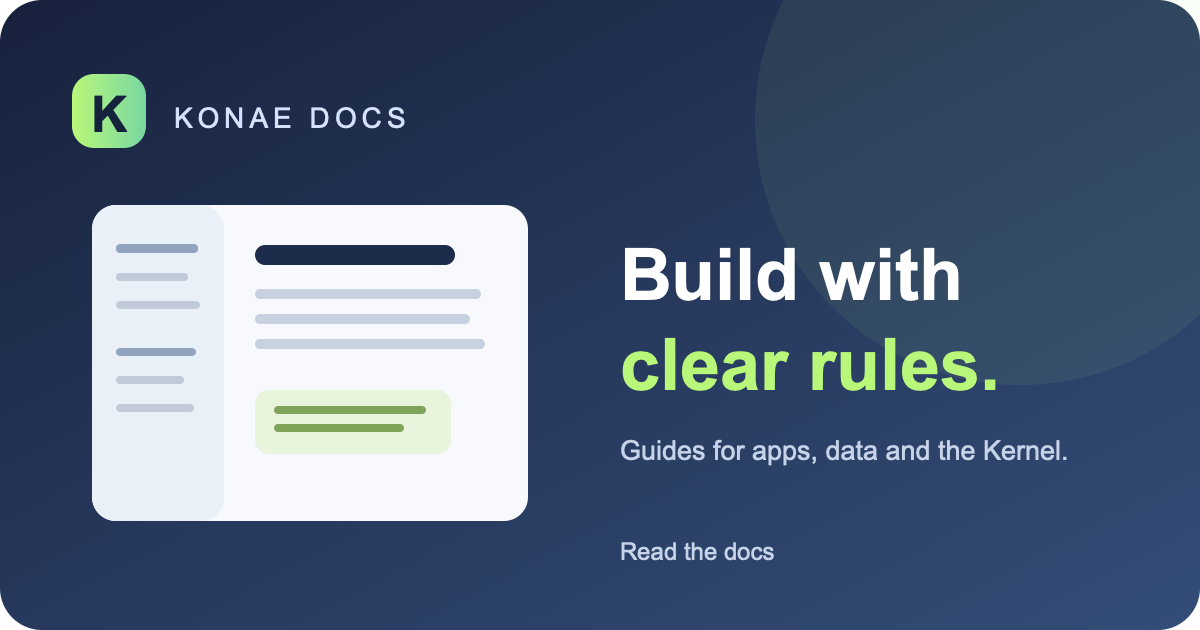 K
KONAE DOCS
Build with
clear rules.
Guides for apps, data and the Kernel.
Read the docs